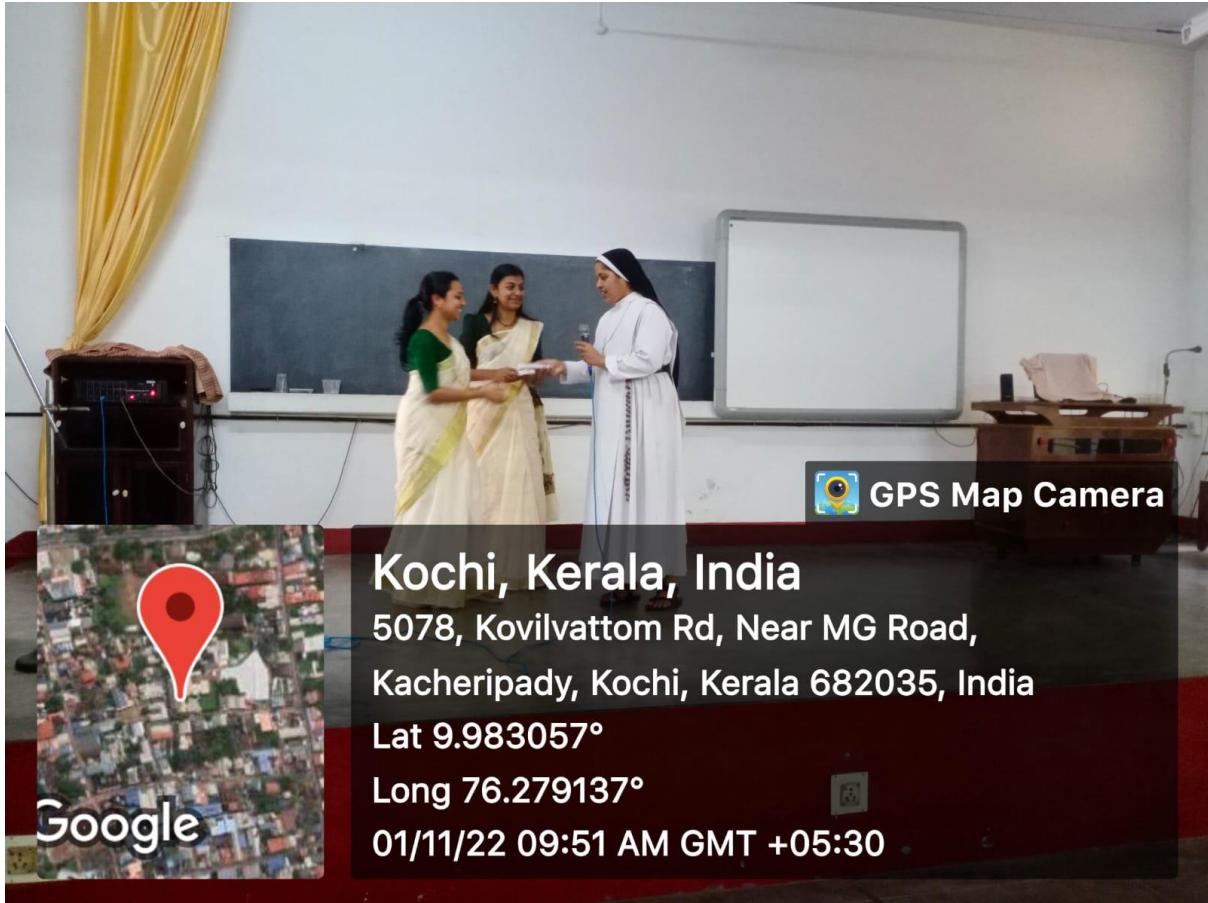 GPS Map Camera
Kochi, Kerala, India
5078, Kovilvattom Rd, Near MG Road,
Kacheripady, Kochi, Kerala 682035, India
Lat 9.983057°
Long 76.279137°
01/11/22 09:51 AM GMT +05:30
Google